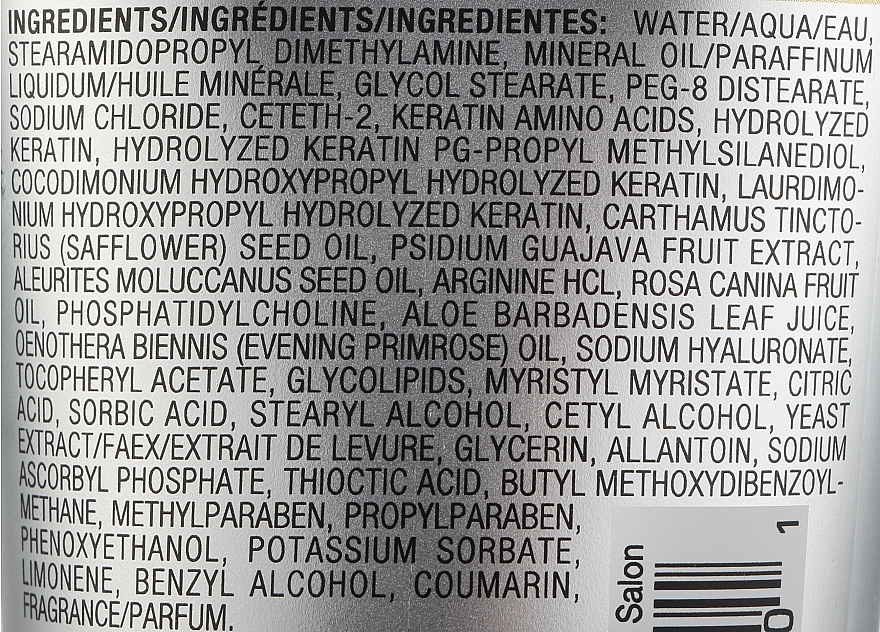 INGREDIENTS/INGRÉDIENTS/INGREDIENTES: WATER/AQUA/EAU,
STEARAMIDOPROPYL DIMETHYLAMINE, MINERAL OIL/PARAFFINUM
LIQUIDUM/HUILE MINÉRALE, GLYCOL STEARATE, PEG-8 DISTEARATE,
SODIUM CHLORIDE, CETETH-2, KERATIN AMINO ACIDS, HYDROLYZED
KERATIN, HYDROLYZED KERATIN PG-PROPYL METHYLSILANEDIOL,
COCODIMONIUM HYDROXYPROPYL HYDROLYZED KERATIN, LAURDIMO-
NIUM HYDROXYPROPYL HYDROLYZED KERATIN, CARTHAMUS TINCTO-
RIUS (SAFFLOWER) SEED OIL, PSIDIUM GUAJAVA FRUIT EXTRACT,
ALEURITES MOLUCCANUS SEED OIL, ARGININE HCL, ROSA CANINA FRUIT
OIL, PHOSPHATIDYLCHOLINE, ALOE BARBADENSIS LEAF JUICE,
OENOTHERA BIENNIS (EVENING PRIMROSE) OIL, SODIUM HYALURONATE,
TOCOPHERYL ACETATE, GLYCOLIPIDS, MYRISTYL MYRISTATE, CITRIC
ACID, SORBIC ACID, STEARYL ALCOHOL, CETYL ALCOHOL, YEAST
EXTRACT/FAEX/EXTRAIT DE LEVURE, GLYCERIN, ALLANTOIN, SODIUM
ASCORBYL PHOSPHATE, THIOCTIC ACID, BUTYL METHOXYDIBENZOYL-
METHANE, METHYLPARABEN, PROPYLPARABEN,
PHENOXYETHANOL, POTASSIUM SORBATE,
LIMONENE, BENZYL ALCOHOL, COUMARIN,
FRAGRANCE/PARFUM.
Salon
1
0